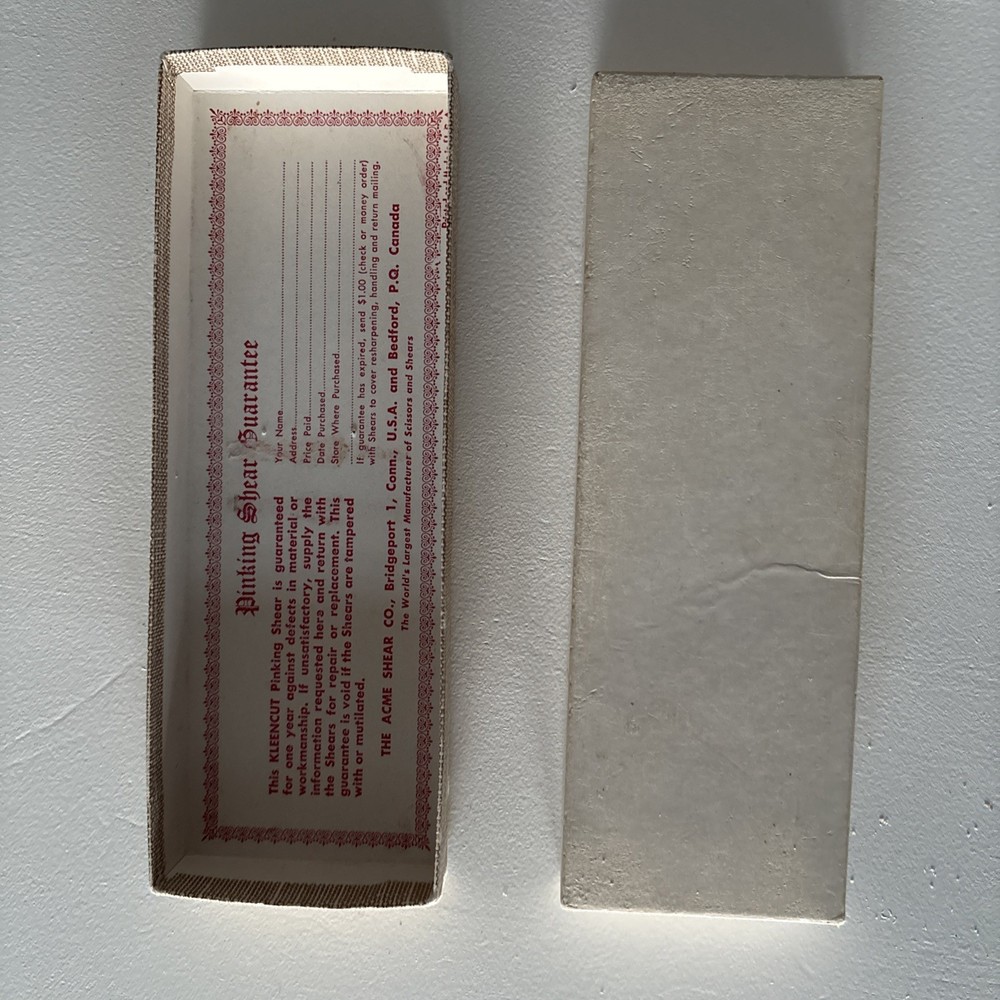 Pinking Shear Guarantee
This KLEENCUT Pinking Shear is guaranteed
for one year against defects in material or
workmanship. If unsatisfactory, supply the
information requested here and return with
the Shears for repair or replacement. This
guarantee is void if the Shears are tampered
with or mutilated.
Your Name
Address
Price Paid
Date Purchased
Store Where Purchased
If guarantee has expired, send $1.00 (check or money order)
with Shears to cover resharpening, handling and return mailing.
THE ACME SHEAR CO., Bridgeport 1, Conn., U.S.A. and Bedford, P.Q. Canada
The World's Largest Manufacturer of Scissors and Shears